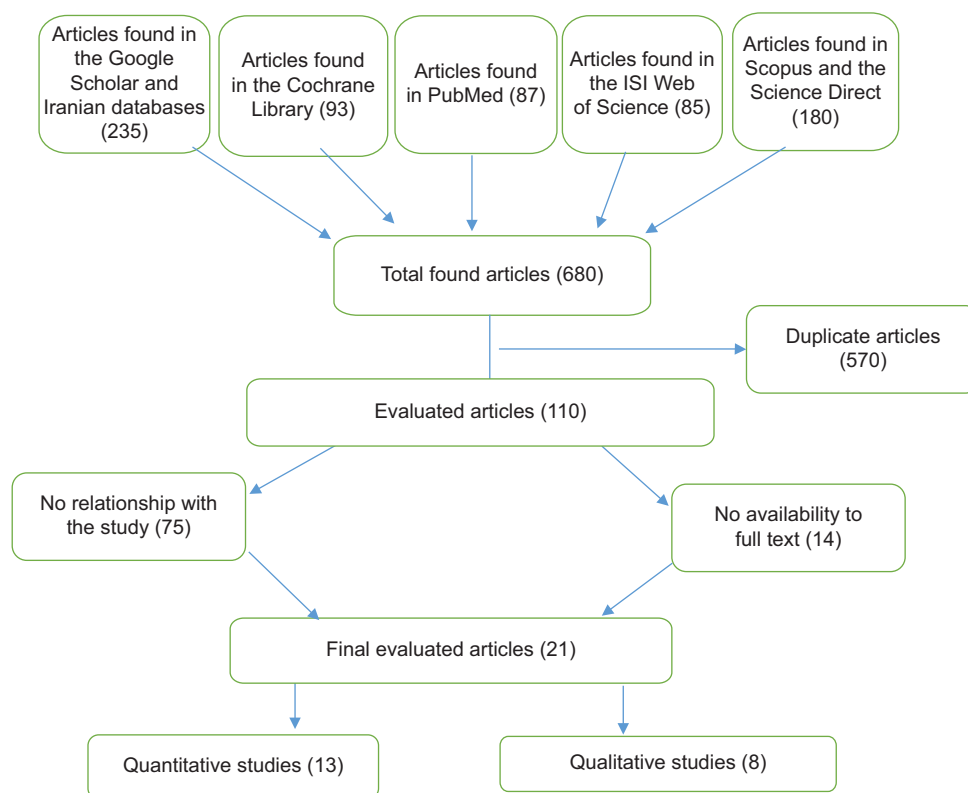 Articles found in
the Google
Scholar and
Iranian databases
(235)
Articles found
in the Cochrane
Library (93)
Articles found
in PubMed (87)
Articles found in
the ISI Web
of Science (85)
Articles found in
Scopus and the
Science Direct
(180)
Total found articles (680)
Duplicate articles
(570)
Evaluated articles (110)
No relationship with
the study (75)
No availability to
full text (14)
Final evaluated articles (21)
Quantitative studies (13)
Qualitative studies (8)